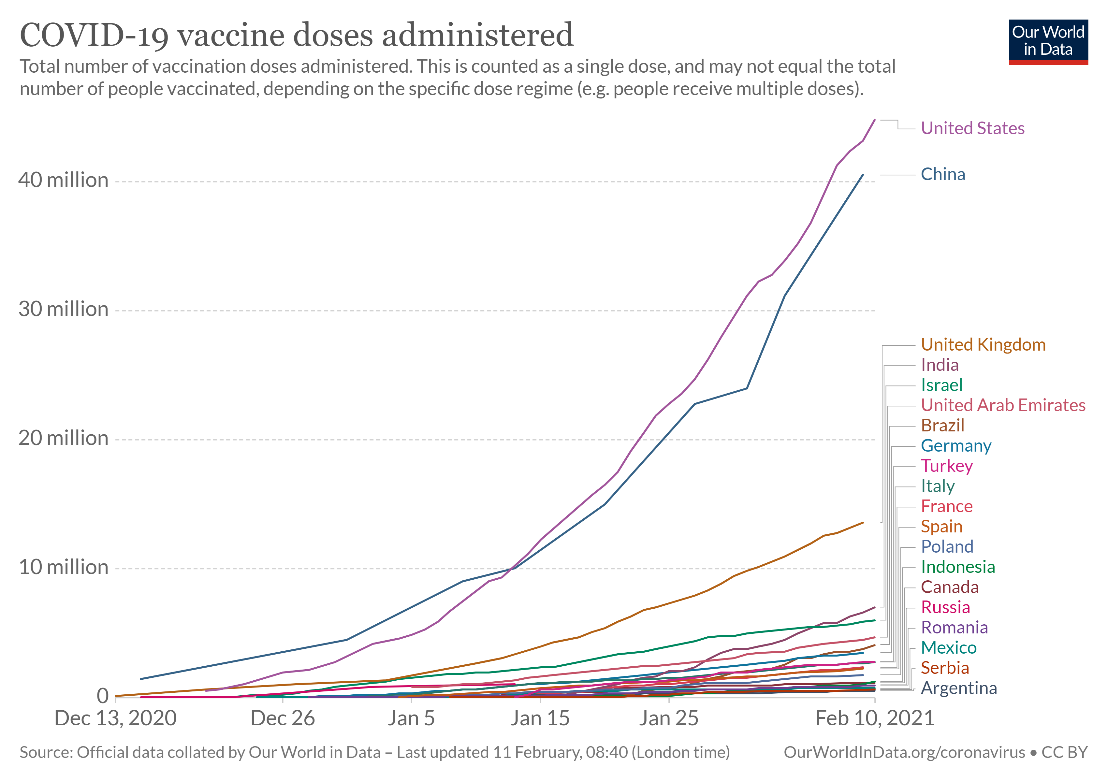 COVID-19 vaccine doses administered
Our World
in Data
Total number of vaccination doses administered. This is counted as a single dose, and may not equal the total
number of people vaccinated, depending on the specific dose regime (e.g. people receive multiple doses).
United States
40 million
China
30 million
United Kingdom
India
Israel
United Arab Emirates
Brazil
20 million
Germany
Turkey
Italy
France
Spain
Poland
10 million
Indonesia
Canada
Russia
Romania
Mexico
Serbia
0
Argentina
Dec 13, 2020
Dec 26
Jan 5
Jan 15
Jan 25
Feb 10, 2021
Source: Official data collated by Our World in Data – Last updated 11 February, 08:40 (London time)
OurWorldInData.org/coronavirus • CC BY